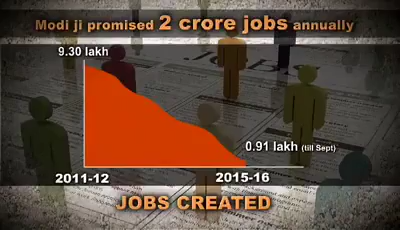 Modi ji promised 2 crore jobs annually
9.30 lakh
0.91 lakh (till Sept)
2011-12
2015-16
JOBS CREATED